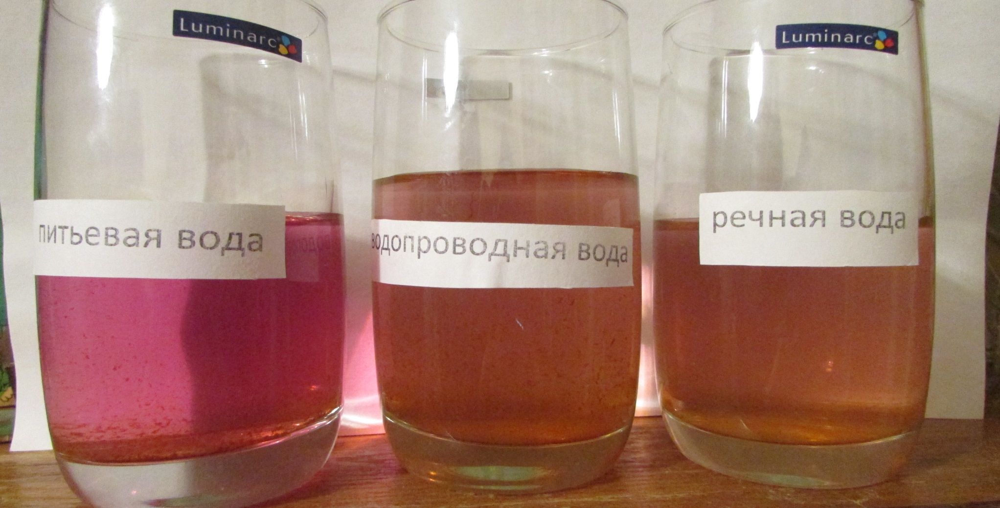 Luminarc
Luminarc
питьевая вода
водопроводная вода
речная вода